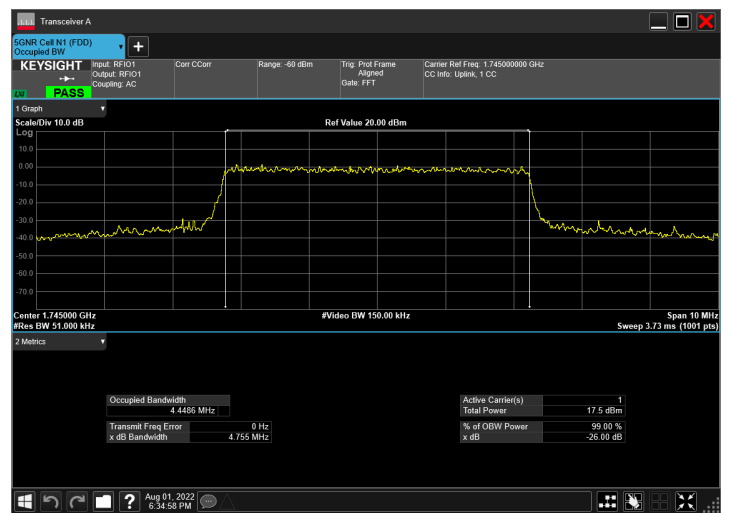 Transceiver A
5GNR Cell N1 (FDD)
Occupied BW
KEYSIGHT
Input: RFIO1
Output: RFIO1
Coupling: AC
Corr CCorr
Range: -60 dBm
Trig: Prot Frame
Aligned
Gate: FFT
Carrier Ref Freq: 1.745000000 GHz
CC Info: Uplink, 1 CC
LXI
PASS
1 Graph
Scale/Div 10.0 dB
Ref Value 20.00 dBm
Log
10.0
0.00
-10.0
-20.0
-30.0
-40.0
-50.0
-60.0
-70.0
Center 1.745000 GHz
#Video BW 150.00 kHz
Span 10 MHz
#Res BW 51.000 kHz
Sweep 3.73 ms (1001 pts)
2 Metrics
Occupied Bandwidth
4.4486 MHz
Transmit Freq Error 0 Hz
x dB Bandwidth 4.755 MHz
Active Carrier(s) 1
Total Power 17.5 dBm
% of OBW Power 99.00 %
x dB -26.00 dB
Aug 01, 2022
6:34:58 PM